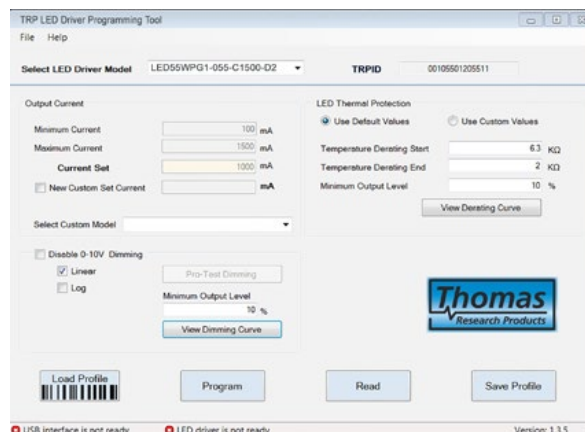 TRP LED Driver Programming Tool
File Help
Select LED Driver Model LED55WPG1-055-C1500-D2 TRPID 00105501205511
Output Current
Minimum Current 100 mA
Maximum Current 1500 mA
Current Set 1000 mA
New Custom Set Current mA
Select Custom Model
LED Thermal Protection
Use Default Values Use Custom Values
Temperature Derating Start 6.3 KΩ
Temperature Derating End 2 KΩ
Minimum Output Level 10 %
View Derating Curve
Disable 0-10V Dimming
Linear
Log
Pro-Test Dimming
Minimum Output Level
10 %
View Dimming Curve
Thomas
Research Products
Load Profile Program Read Save Profile
USB interface is not ready LED driver is not ready Version: 1.3.5